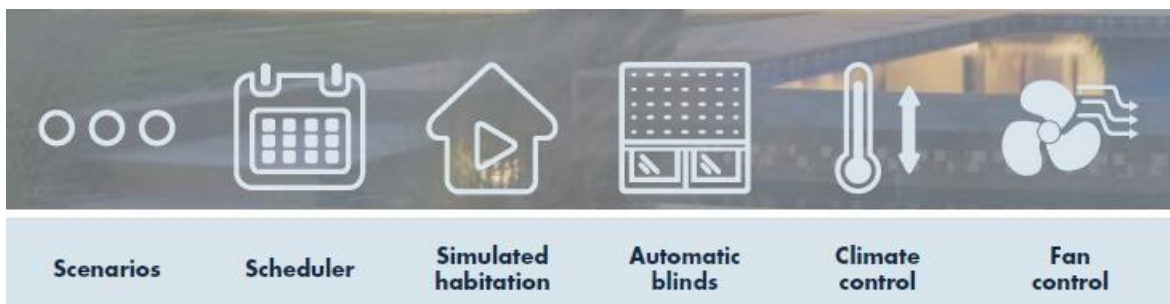 Scenarios
Scheduler
Simulated
habitation
Automatic
blinds
Climate
control
Fan
control